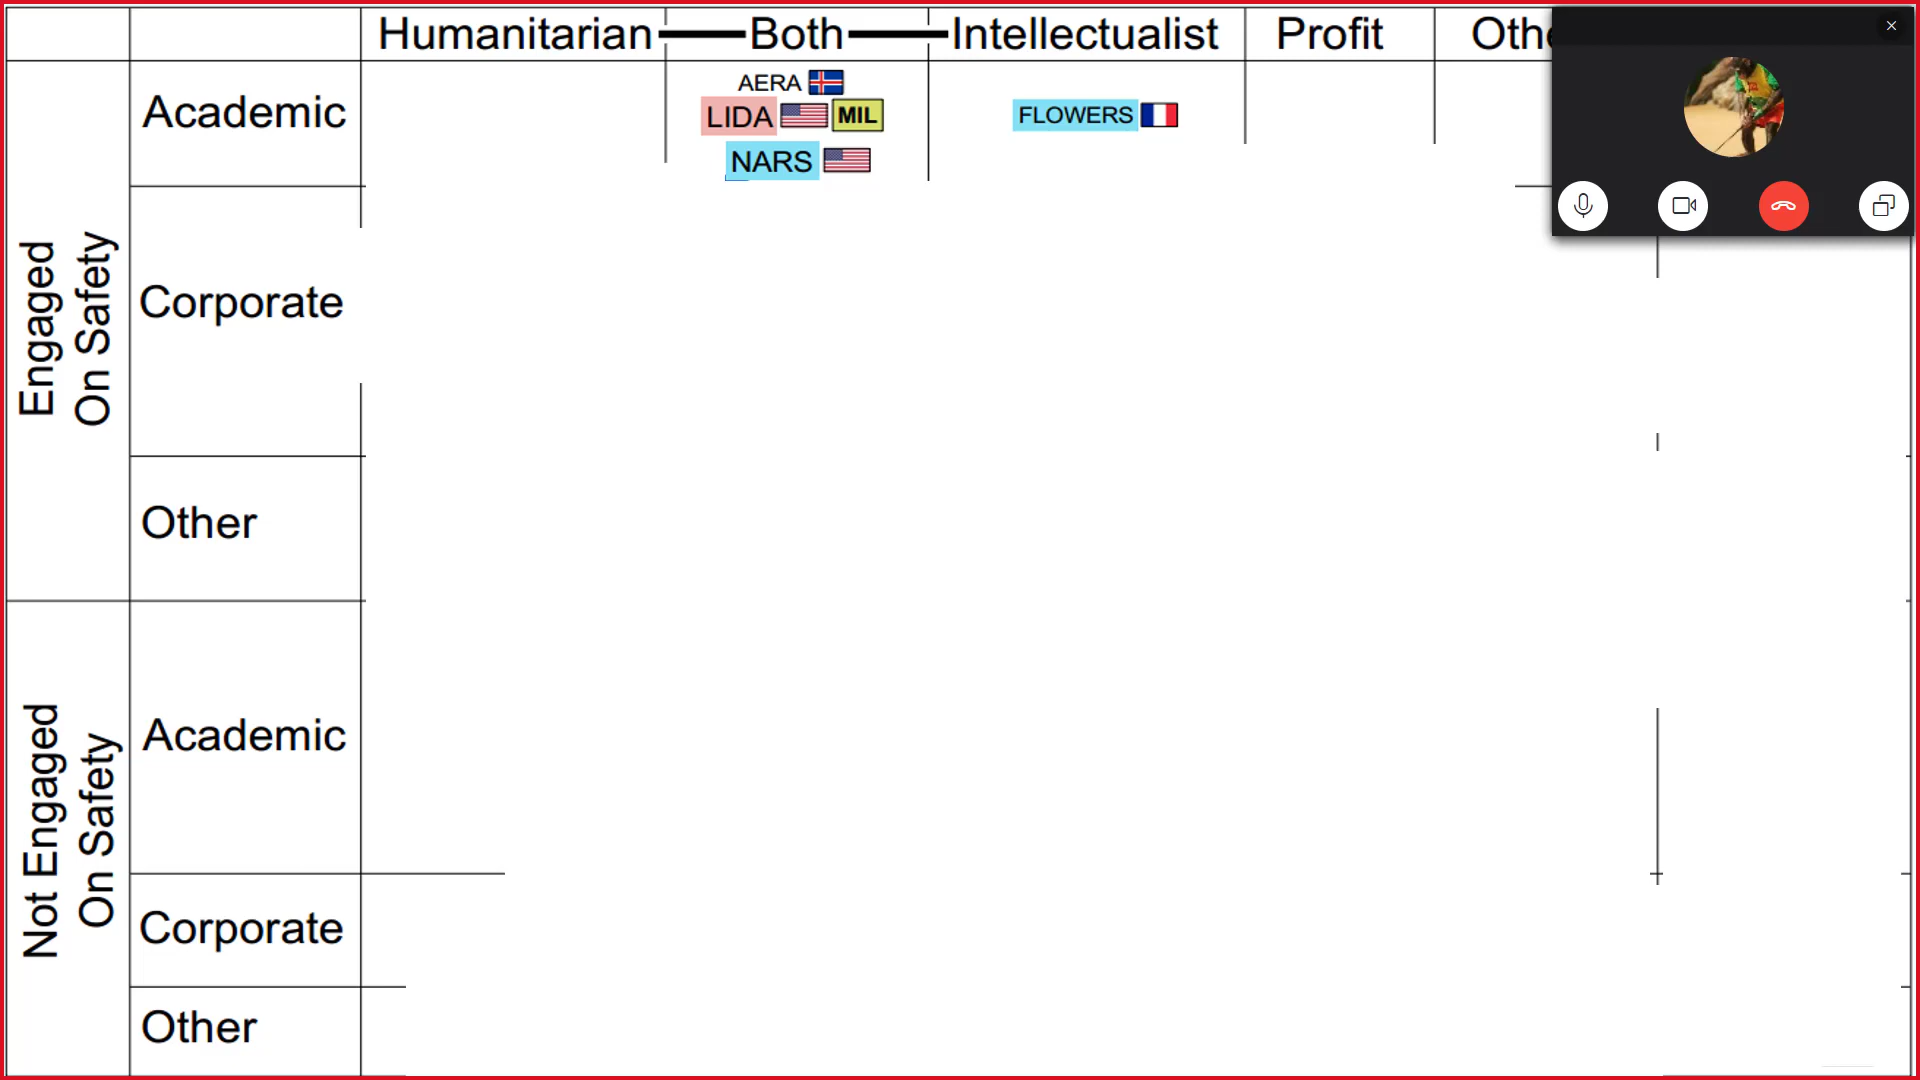 Humanitarian Both Intellectualist Profit Othe
Engaged
On Safety
Academic
AERA
LIDA MIL
NARS
FLOWERS
Corporate
Other
Not Engaged
On Safety
Academic
Corporate
Other